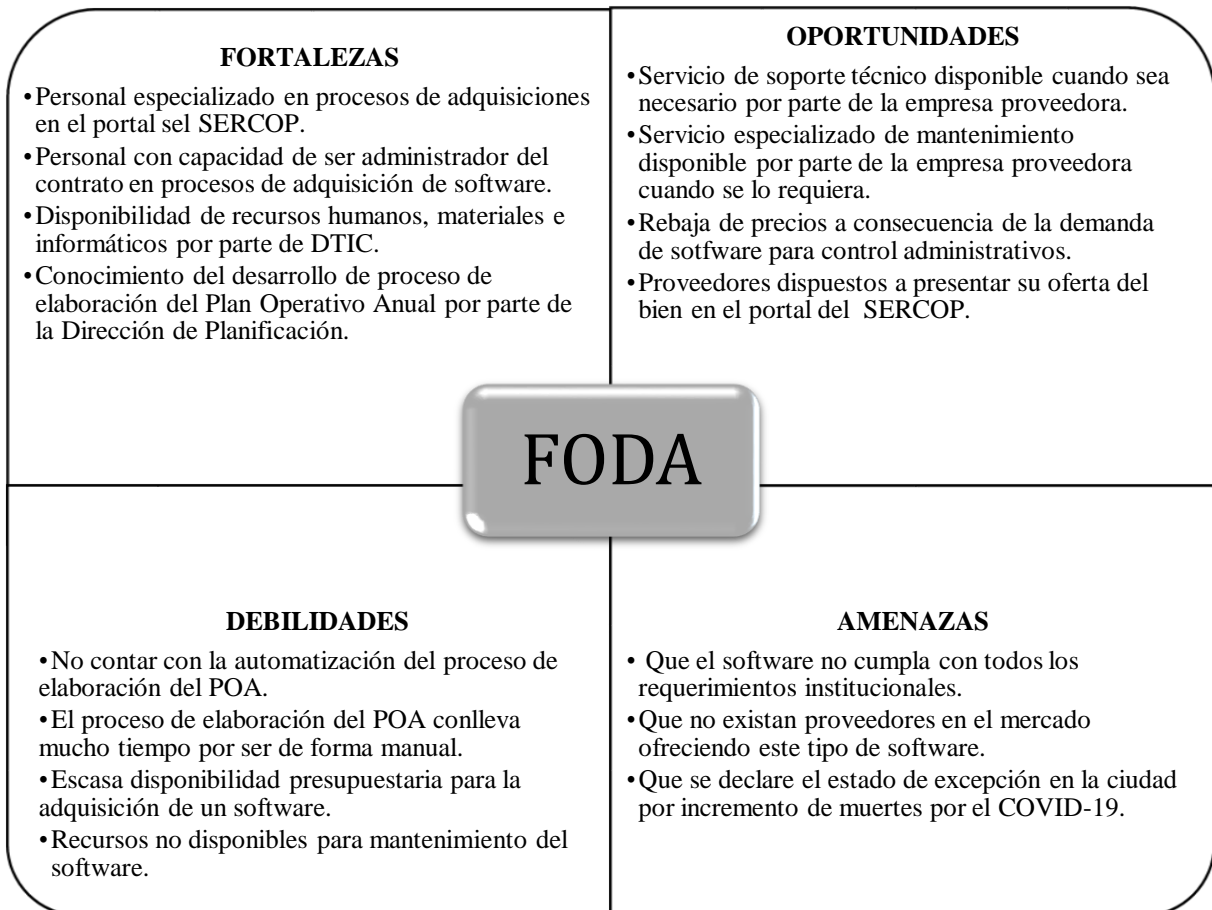 FORTALEZAS
•Personal especializado en procesos de adquisiciones
en el portal sel SERCOP.
•Personal con capacidad de ser administrador del
contrato en procesos de adquisición de software.
•Disponibilidad de recursos humanos, materiales e
informáticos por parte de DTIC.
•Conocimiento del desarrollo de proceso de
elaboración del Plan Operativo Anual por parte de
la Dirección de Planificación.
OPORTUNIDADES
•Servicio de soporte técnico disponible cuando sea
necesario por parte de la empresa proveedora.
•Servicio especializado de mantenimiento
disponible por parte de la empresa proveedora
cuando se lo requiera.
•Rebaja de precios a consecuencia de la demanda
de sotfware para control administrativos.
•Proveedores dispuestos a presentar su oferta del
bien en el portal del SERCOP.
FODA
DEBILIDADES
•No contar con la automatización del proceso de
elaboración del POA.
•El proceso de elaboración del POA conlleva
mucho tiempo por ser de forma manual.
•Escasa disponibilidad presupuestaria para la
adquisición de un software.
•Recursos no disponibles para mantenimiento del
software.
AMENAZAS
• Que el software no cumpla con todos los
requerimientos institucionales.
•Que no existan proveedores en el mercado
ofreciendo este tipo de software.
•Que se declare el estado de excepción en la ciudad
por incremento de muertes por el COVID-19.